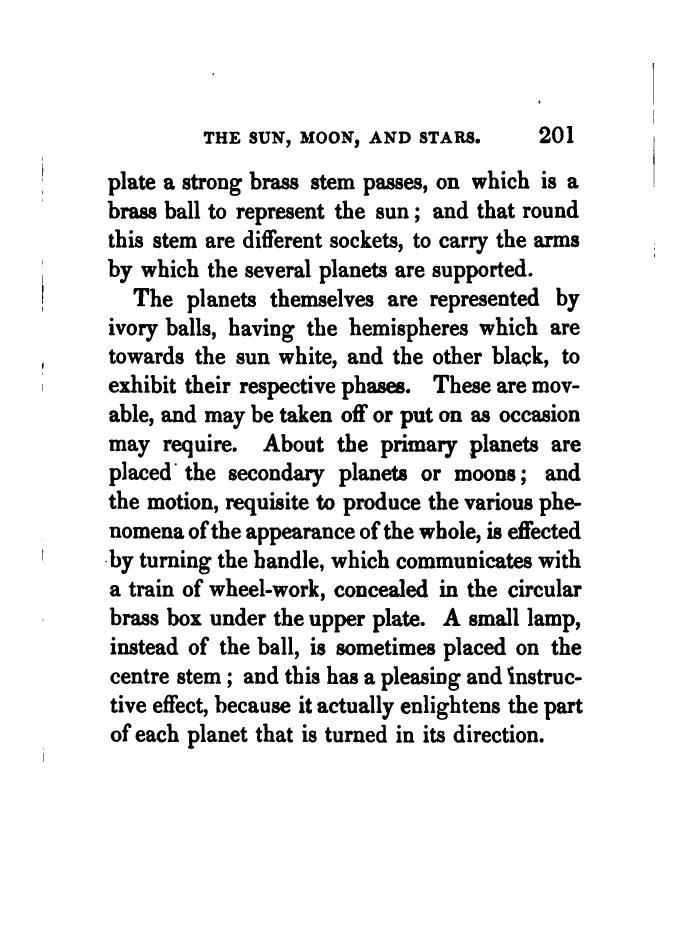 THE SUN, MOON, AND STARS. 201
plate a strong brass stem passes, on which is a
brass ball to represent the sun; and that round
this stem are different sockets, to carry the arms
by which the several planets are supported.
The planets themselves are represented by
ivory balls, having the hemispheres which are
towards the sun white, and the other black, to
exhibit their respective phases. These are mov-
able, and may be taken off or put on as occasion
may require. About the primary planets are
placed the secondary planets or moons; and
the motion, requisite to produce the various phe-
nomena of the appearance of the whole, is effected
by turning the handle, which communicates with
a train of wheel-work, concealed in the circular
brass box under the upper plate. A small lamp,
instead of the ball, is sometimes placed on the
centre stem; and this has a pleasing and instruc-
tive effect, because it actually enlightens the part
of each planet that is turned in its direction.